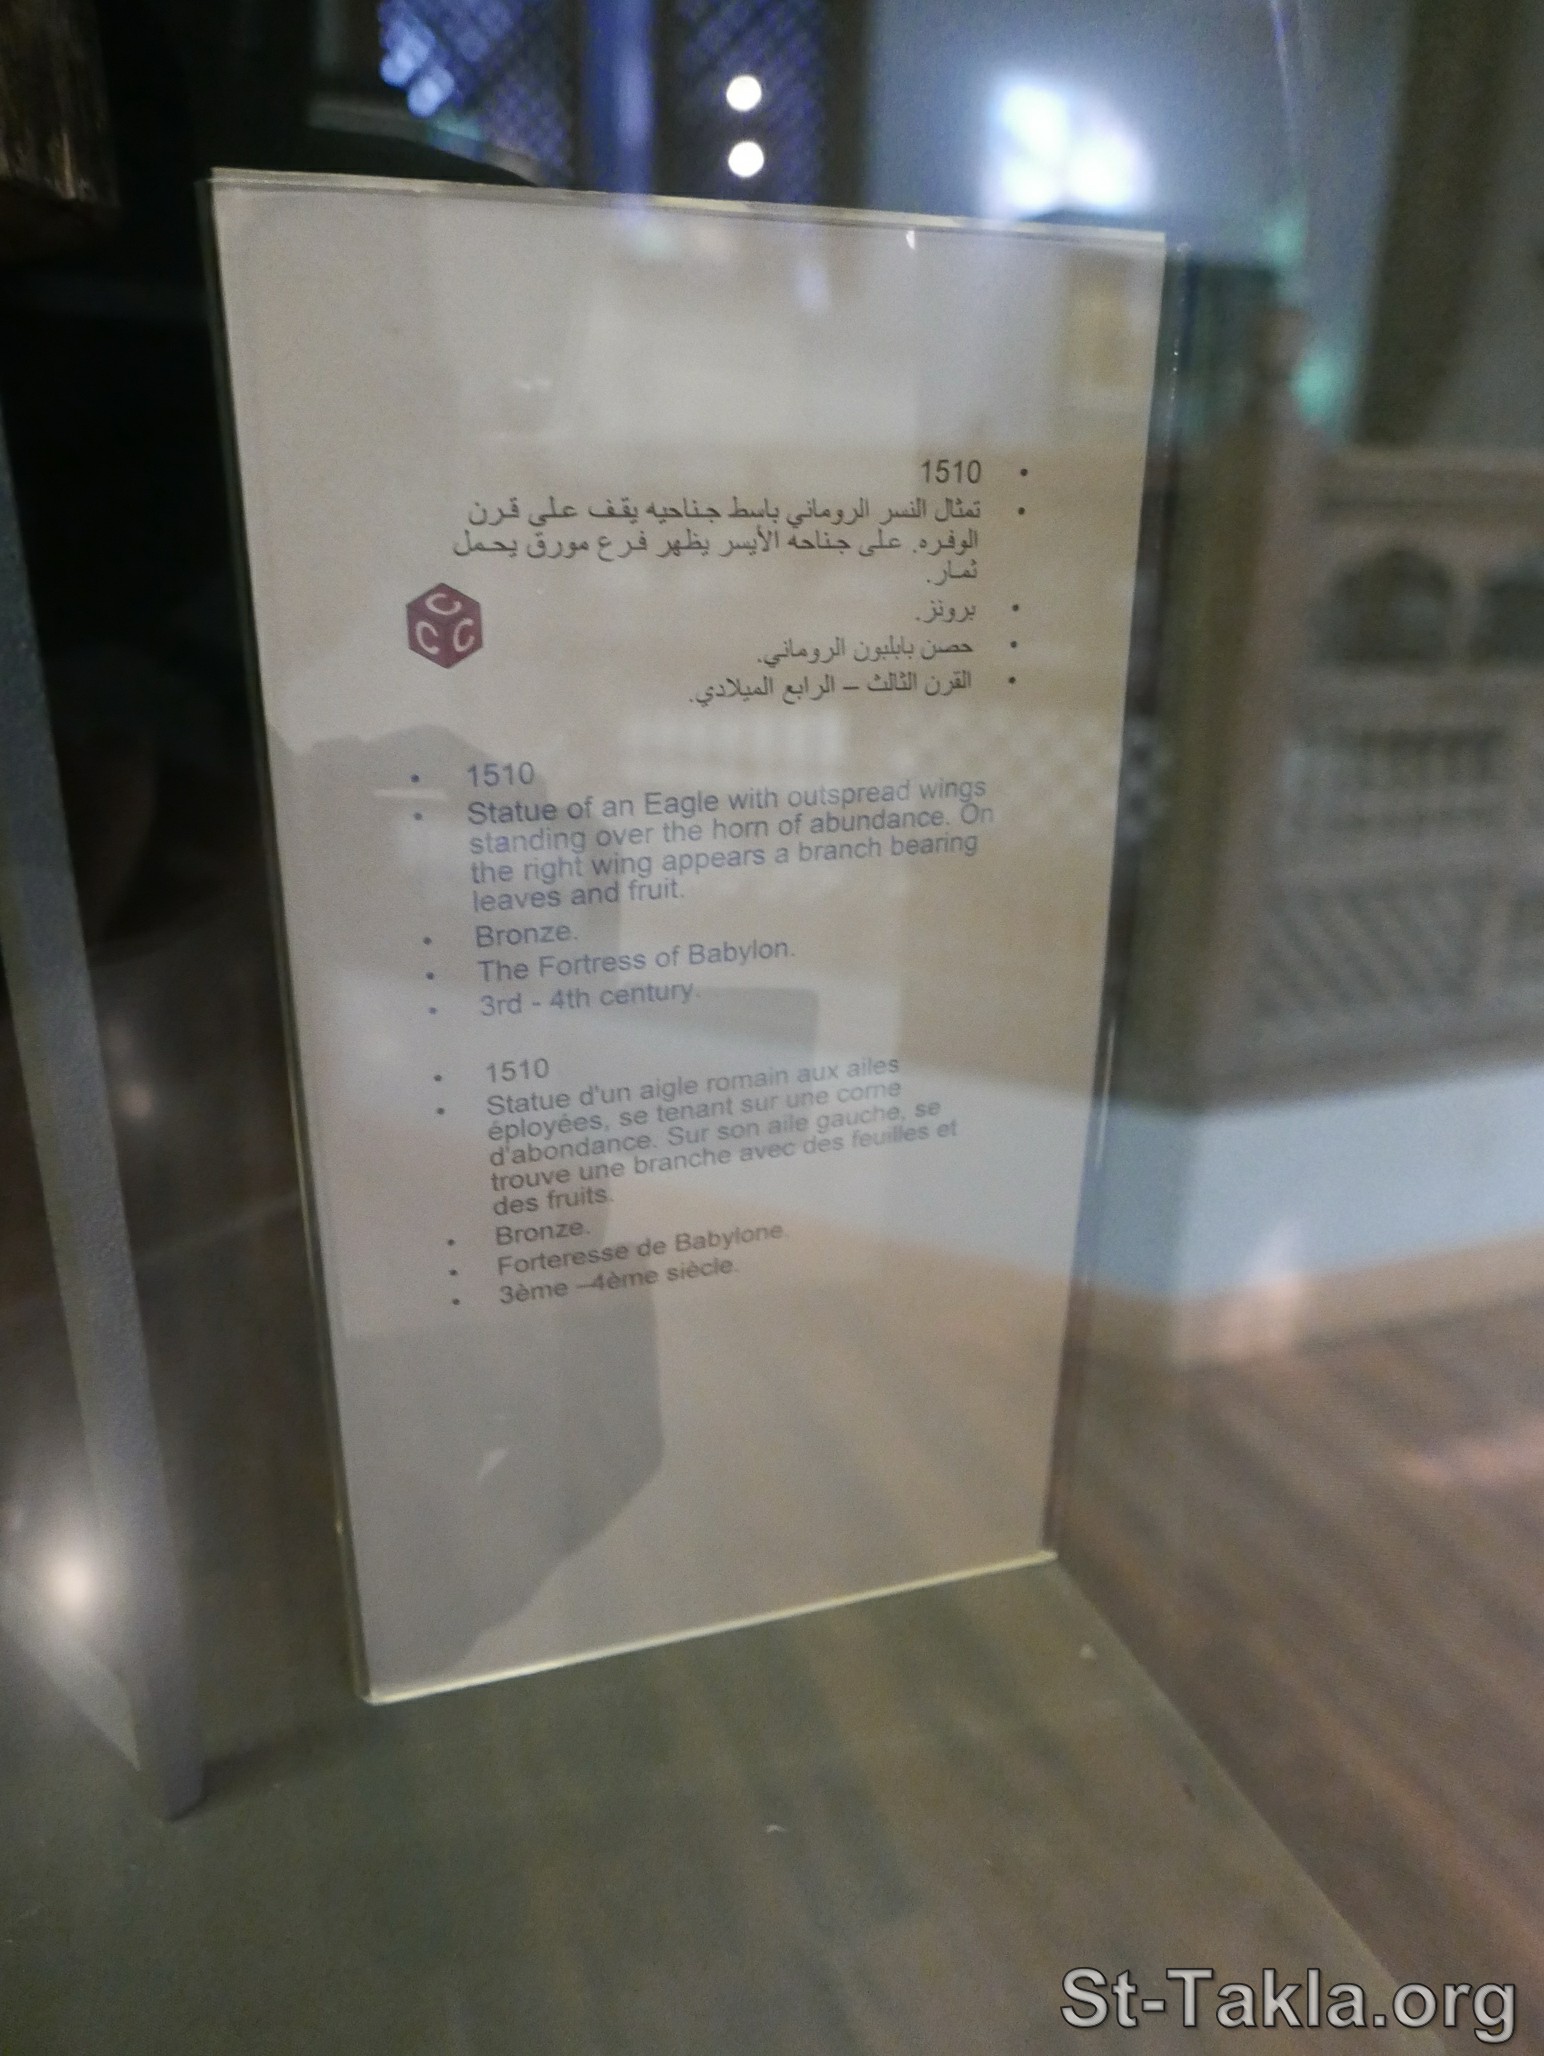 • 1510
• تمثال النسر الروماني باسط جناحيه يقف على قرن
الوفره. على جناحه الأيسر يظهر فرع مورق يحمل
ثمار.
• برونز.
• حصن بابليون الروماني.
• القرن الثالث – الرابع الميلادي.
C
C C
• 1510
• Statue of an Eagle with outspread wings
standing over the horn of abundance. On
the right wing appears a branch bearing
leaves and fruit.
• Bronze.
• The Fortress of Babylon.
• 3rd - 4th century.
• 1510
• Statue d'un aigle romain aux ailes
éployées, se tenant sur une corne
d'abondance. Sur son aile gauche, se
trouve une branche avec des feuilles et
des fruits.
• Bronze.
• Forteresse de Babylone.
• 3ème –4ème siècle.
St-Takla.org